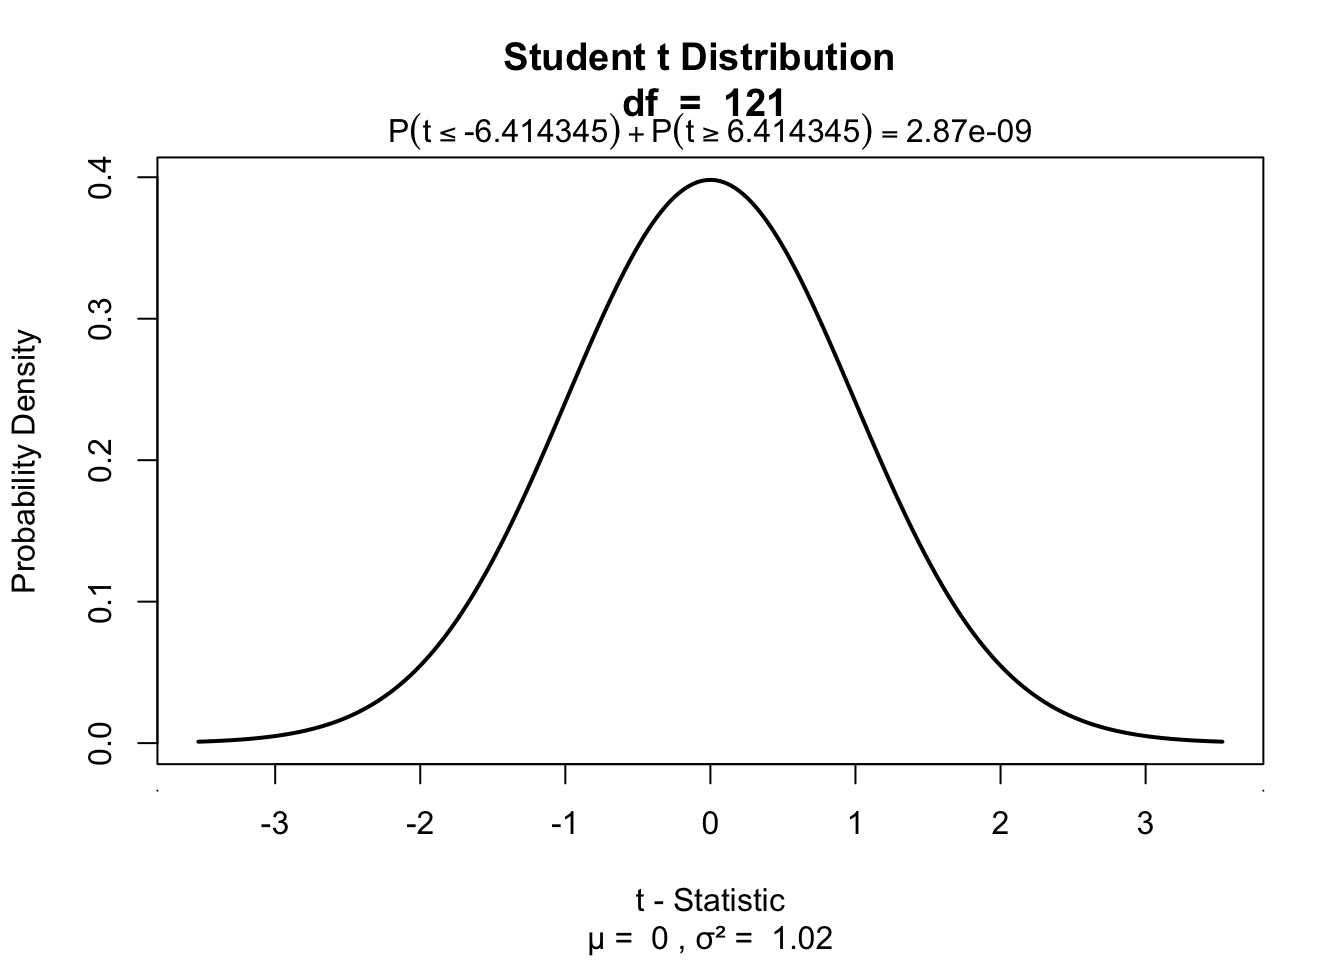 Student t Distribution
df = 121
P(t ≤ -6.414345) + P(t ≥ 6.414345) = 2.87e-09
Probability Density
0.4
0.3
0.2
0.1
0.0
-3 -2 -1 0 1 2 3
t - Statistic
μ = 0 , σ² = 1.02